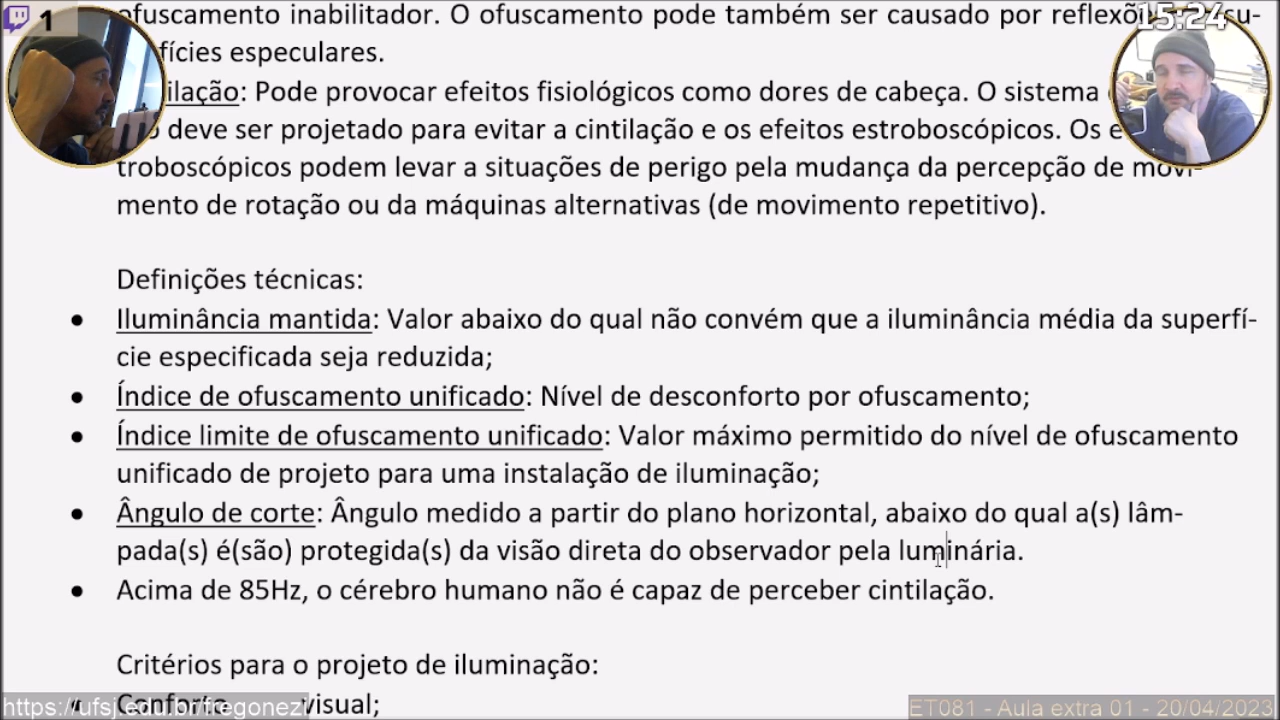 1
15:24
ofuscamento inabilitador. O ofuscamento pode também ser causado por su-
fícies especulares.
ilação: Pode provocar efeitos fisiológicos como dores de cabeça. O sistema
deve ser projetado para evitar a cintilação e os efeitos estroboscópicos. Os
troboscópicos podem levar a situações de perigo pela mudança da percepção de movi-
mento de rotação ou da máquinas alternativas (de movimento repetitivo).
Definições técnicas:
• Iluminância mantida: Valor abaixo do qual não convém que a iluminância média da superfí-
cie especificada seja reduzida;
• Índice de ofuscamento unificado: Nível de desconforto por ofuscamento;
• Índice limite de ofuscamento unificado: Valor máximo permitido do nível de ofuscamento
unificado de projeto para uma instalação de iluminação;
• Ângulo de corte: Ângulo medido a partir do plano horizontal, abaixo do qual a(s) lâm-
pada(s) é(são) protegida(s) da visão direta do observador pela luminária.
• Acima de 85Hz, o cérebro humano não é capaz de perceber cintilação.
Critérios para o projeto de iluminação:
• Conforto visual;
https://ufsj.edu.br/fregonezi
ET081 - Aula extra 01 - 20/04/2023